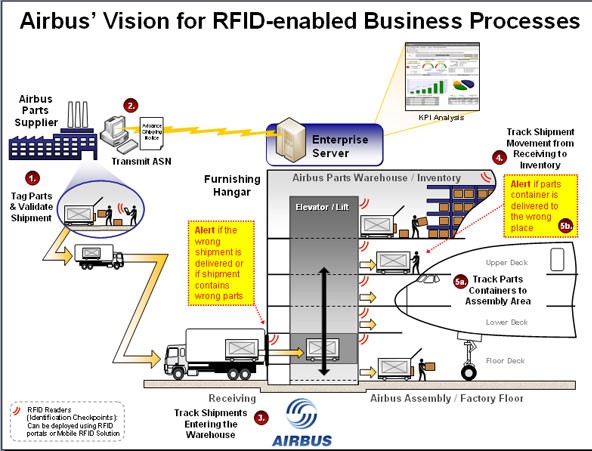 Airbus' Vision for RFID-enabled Business Processes
Airbus
Parts
Supplier
2.
Advance
Shipping
Notice
Transmit ASN
Enterprise
Server
KPI Analysis
1.
Tag Parts
& Validate
Shipment
Furnishing
Hangar
Airbus Parts Warehouse / Inventory
Elevator / Lift
Track Shipment
Movement from
Receiving to
Inventory
4.
Alert if parts
container is
delivered to
the wrong
place
5b.
Alert if the
wrong
shipment is
delivered or
if shipment
contains
wrong parts
Upper Deck
5a.
Track Parts
Containers to
Assembly Area
Lower Deck
Floor Deck
Receiving
Airbus Assembly / Factory Floor
Track Shipments
Entering the
Warehouse
3.
AIRBUS
RFID Readers
(Identification Checkpoints):
Can be deployed using RFID
portals or Mobile RFID Solution